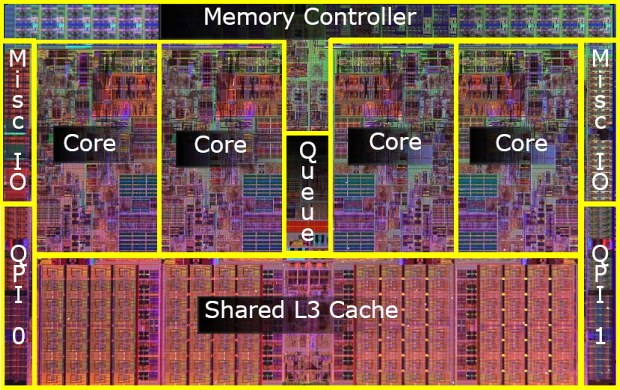 Memory Controller
Misc IO
Core
Core
Queue
Core
Core
Misc IO
QPI 0
Shared L3 Cache
QPI 1